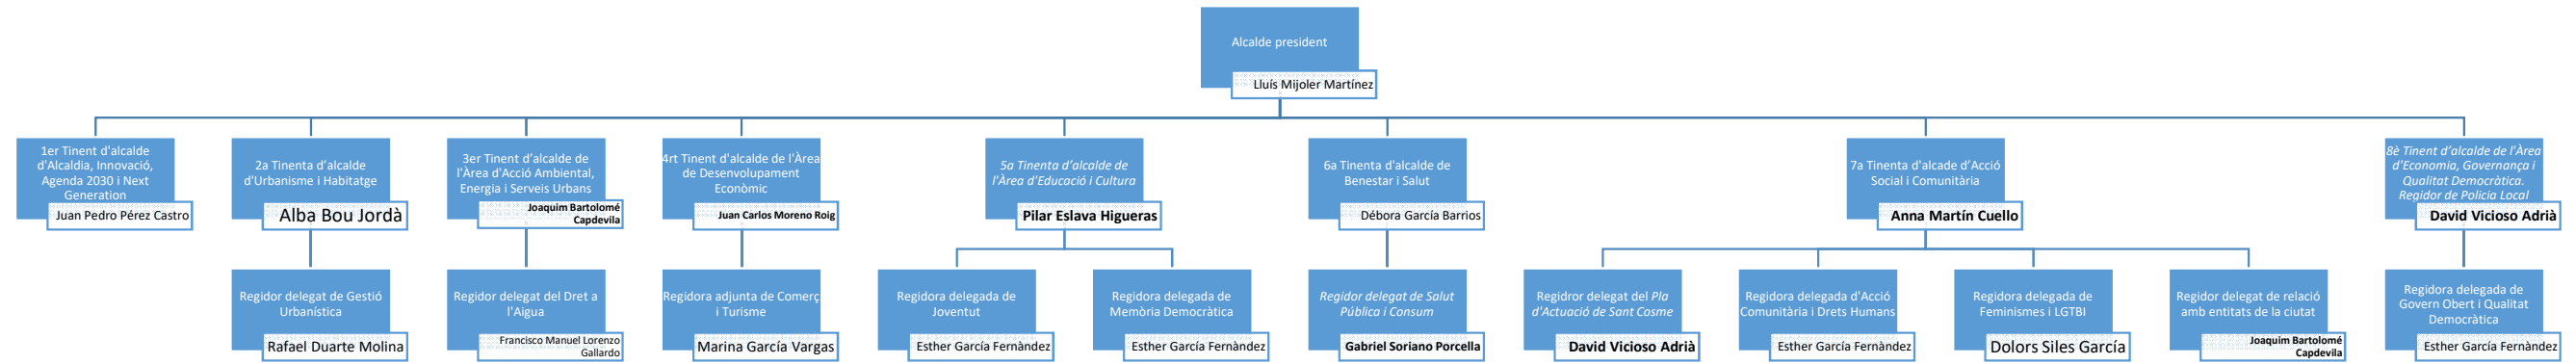 Alcalde president
Lluís Mijoler Martínez
1er Tinent d'alcalde
d'Alcaldia, Innovació,
Agenda 2030 i Next
Generation
Juan Pedro Pérez Castro
2a Tinenta d’alcalde
d'Urbanisme i Habitatge
Alba Bou Jordà
3er Tinent d’alcalde de
l'Àrea d'Acció Ambiental,
Energia i Serveis Urbans
Joaquim Bartolomé
Capdevila
4rt Tinent d'alcalde de l'Àrea
de Desenvolupament
Econòmic
Juan Carlos Moreno Roig
5a Tinenta d’alcalde de
l'Àrea d'Educació i Cultura
Pilar Eslava Higueras
6a Tinenta d'alcalde de
Benestar i Salut
Débora García Barrios
7a Tinenta d'alcade d’Acció
Social i Comunitària
Anna Martín Cuello
8è Tinent d’alcalde de l'Àrea
d’Economia, Governança i
Qualitat Democràtica.
Regidor de Policia Local
David Vicioso Adrià
Regidor delegat de Gestió
Urbanística
Rafael Duarte Molina
Regidor delegat del Dret a
l'Aigua
Francisco Manuel Lorenzo
Gallardo
Regidora adjunta de Comerç
i Turisme
Marina García Vargas
Regidora delegada de
Joventut
Esther García Fernàndez
Regidora delegada de
Memòria Democràtica
Esther García Fernàndez
Regidor delegat de Salut
Pública i Consum
Gabriel Soriano Porcella
Regidror delegat del Pla
d'Actuació de Sant Cosme
David Vicioso Adrià
Regidora delegada d'Acció
Comunitària i Drets Humans
Esther García Fernàndez
Regidora delegada de
Feminismes i LGTBI
Dolors Siles García
Regidor delegat de relació
amb entitats de la ciutat
Joaquim Bartolomé
Capdevila
Regidora delegada de
Govern Obert i Qualitat
Democràtica
Esther García Fernàndez